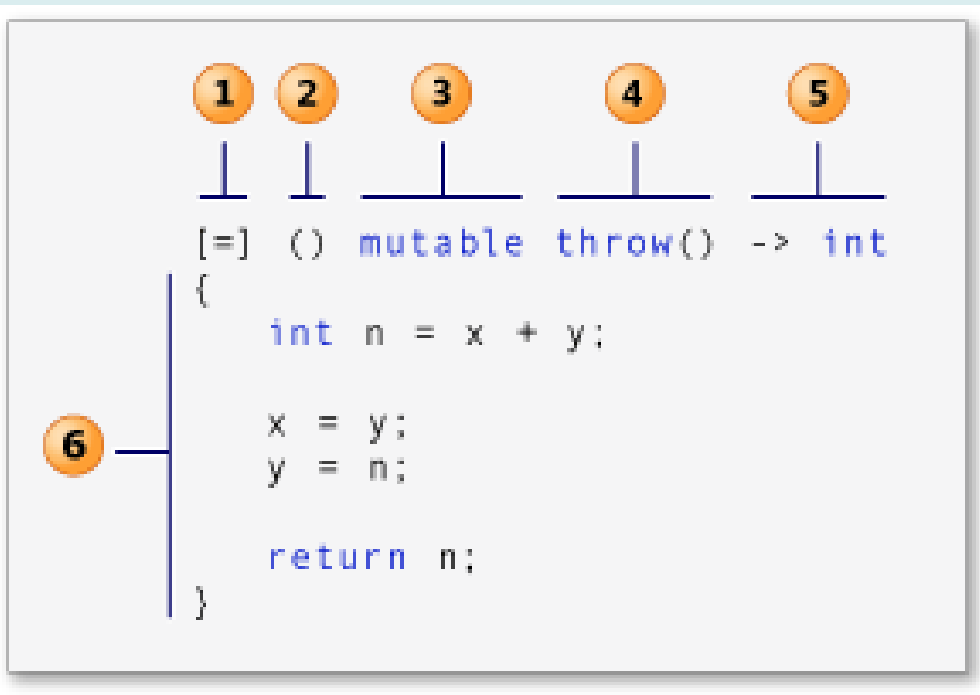 1 2 3 4 5
[=] () mutable throw() -> int
{
int n = x + y;
x = y;
6
y = n;
return n;
}